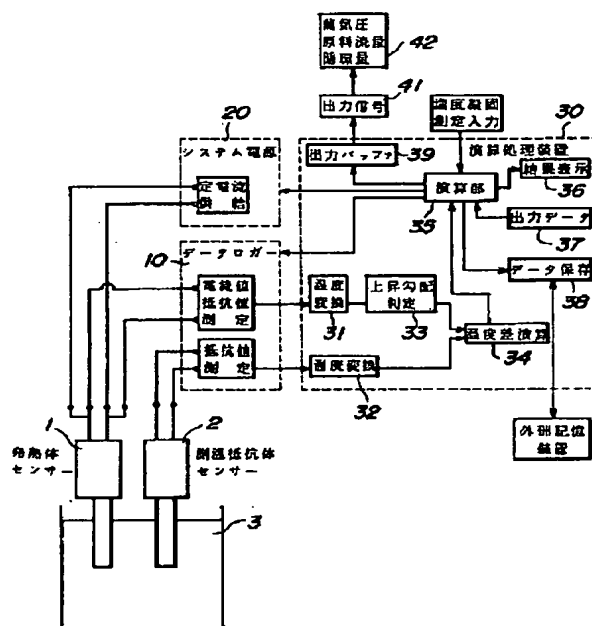 蒸気圧
原料流量
循環量
42
出力信号
41
濃度範囲
測定入力
20
30
システム電源
出力バッファ
39
演算処理装置
定電流
供給
演算部
35
結果表示
36
出力データ
37
10
データロガー
データ保存
38
電流値
抵抗値
測定
温度
変換
31
上昇勾配
判定
33
温度差演算
34
抵抗値
測定
温度変換
32
1
2
発熱体
センサー
測温抵抗体
センサー
外部記憶
装置
3